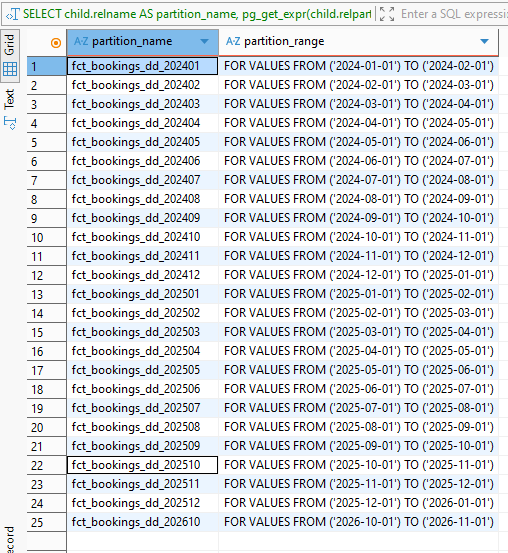 SELECT child.relname AS partition_name, pg_get_expr(child.relpart Enter a SQL expressi
Grid
Text
ecord
partition_name partition_range
1 fct_bookings_dd_202401 FOR VALUES FROM ('2024-01-01') TO ('2024-02-01')
2 fct_bookings_dd_202402 FOR VALUES FROM ('2024-02-01') TO ('2024-03-01')
3 fct_bookings_dd_202403 FOR VALUES FROM ('2024-03-01') TO ('2024-04-01')
4 fct_bookings_dd_202404 FOR VALUES FROM ('2024-04-01') TO ('2024-05-01')
5 fct_bookings_dd_202405 FOR VALUES FROM ('2024-05-01') TO ('2024-06-01')
6 fct_bookings_dd_202406 FOR VALUES FROM ('2024-06-01') TO ('2024-07-01')
7 fct_bookings_dd_202407 FOR VALUES FROM ('2024-07-01') TO ('2024-08-01')
8 fct_bookings_dd_202408 FOR VALUES FROM ('2024-08-01') TO ('2024-09-01')
9 fct_bookings_dd_202409 FOR VALUES FROM ('2024-09-01') TO ('2024-10-01')
10 fct_bookings_dd_202410 FOR VALUES FROM ('2024-10-01') TO ('2024-11-01')
11 fct_bookings_dd_202411 FOR VALUES FROM ('2024-11-01') TO ('2024-12-01')
12 fct_bookings_dd_202412 FOR VALUES FROM ('2024-12-01') TO ('2025-01-01')
13 fct_bookings_dd_202501 FOR VALUES FROM ('2025-01-01') TO ('2025-02-01')
14 fct_bookings_dd_202502 FOR VALUES FROM ('2025-02-01') TO ('2025-03-01')
15 fct_bookings_dd_202503 FOR VALUES FROM ('2025-03-01') TO ('2025-04-01')
16 fct_bookings_dd_202504 FOR VALUES FROM ('2025-04-01') TO ('2025-05-01')
17 fct_bookings_dd_202505 FOR VALUES FROM ('2025-05-01') TO ('2025-06-01')
18 fct_bookings_dd_202506 FOR VALUES FROM ('2025-06-01') TO ('2025-07-01')
19 fct_bookings_dd_202507 FOR VALUES FROM ('2025-07-01') TO ('2025-08-01')
20 fct_bookings_dd_202508 FOR VALUES FROM ('2025-08-01') TO ('2025-09-01')
21 fct_bookings_dd_202509 FOR VALUES FROM ('2025-09-01') TO ('2025-10-01')
22 fct_bookings_dd_202510 FOR VALUES FROM ('2025-10-01') TO ('2025-11-01')
23 fct_bookings_dd_202511 FOR VALUES FROM ('2025-11-01') TO ('2025-12-01')
24 fct_bookings_dd_202512 FOR VALUES FROM ('2025-12-01') TO ('2026-01-01')
25 fct_bookings_dd_202610 FOR VALUES FROM ('2026-10-01') TO ('2026-11-01')